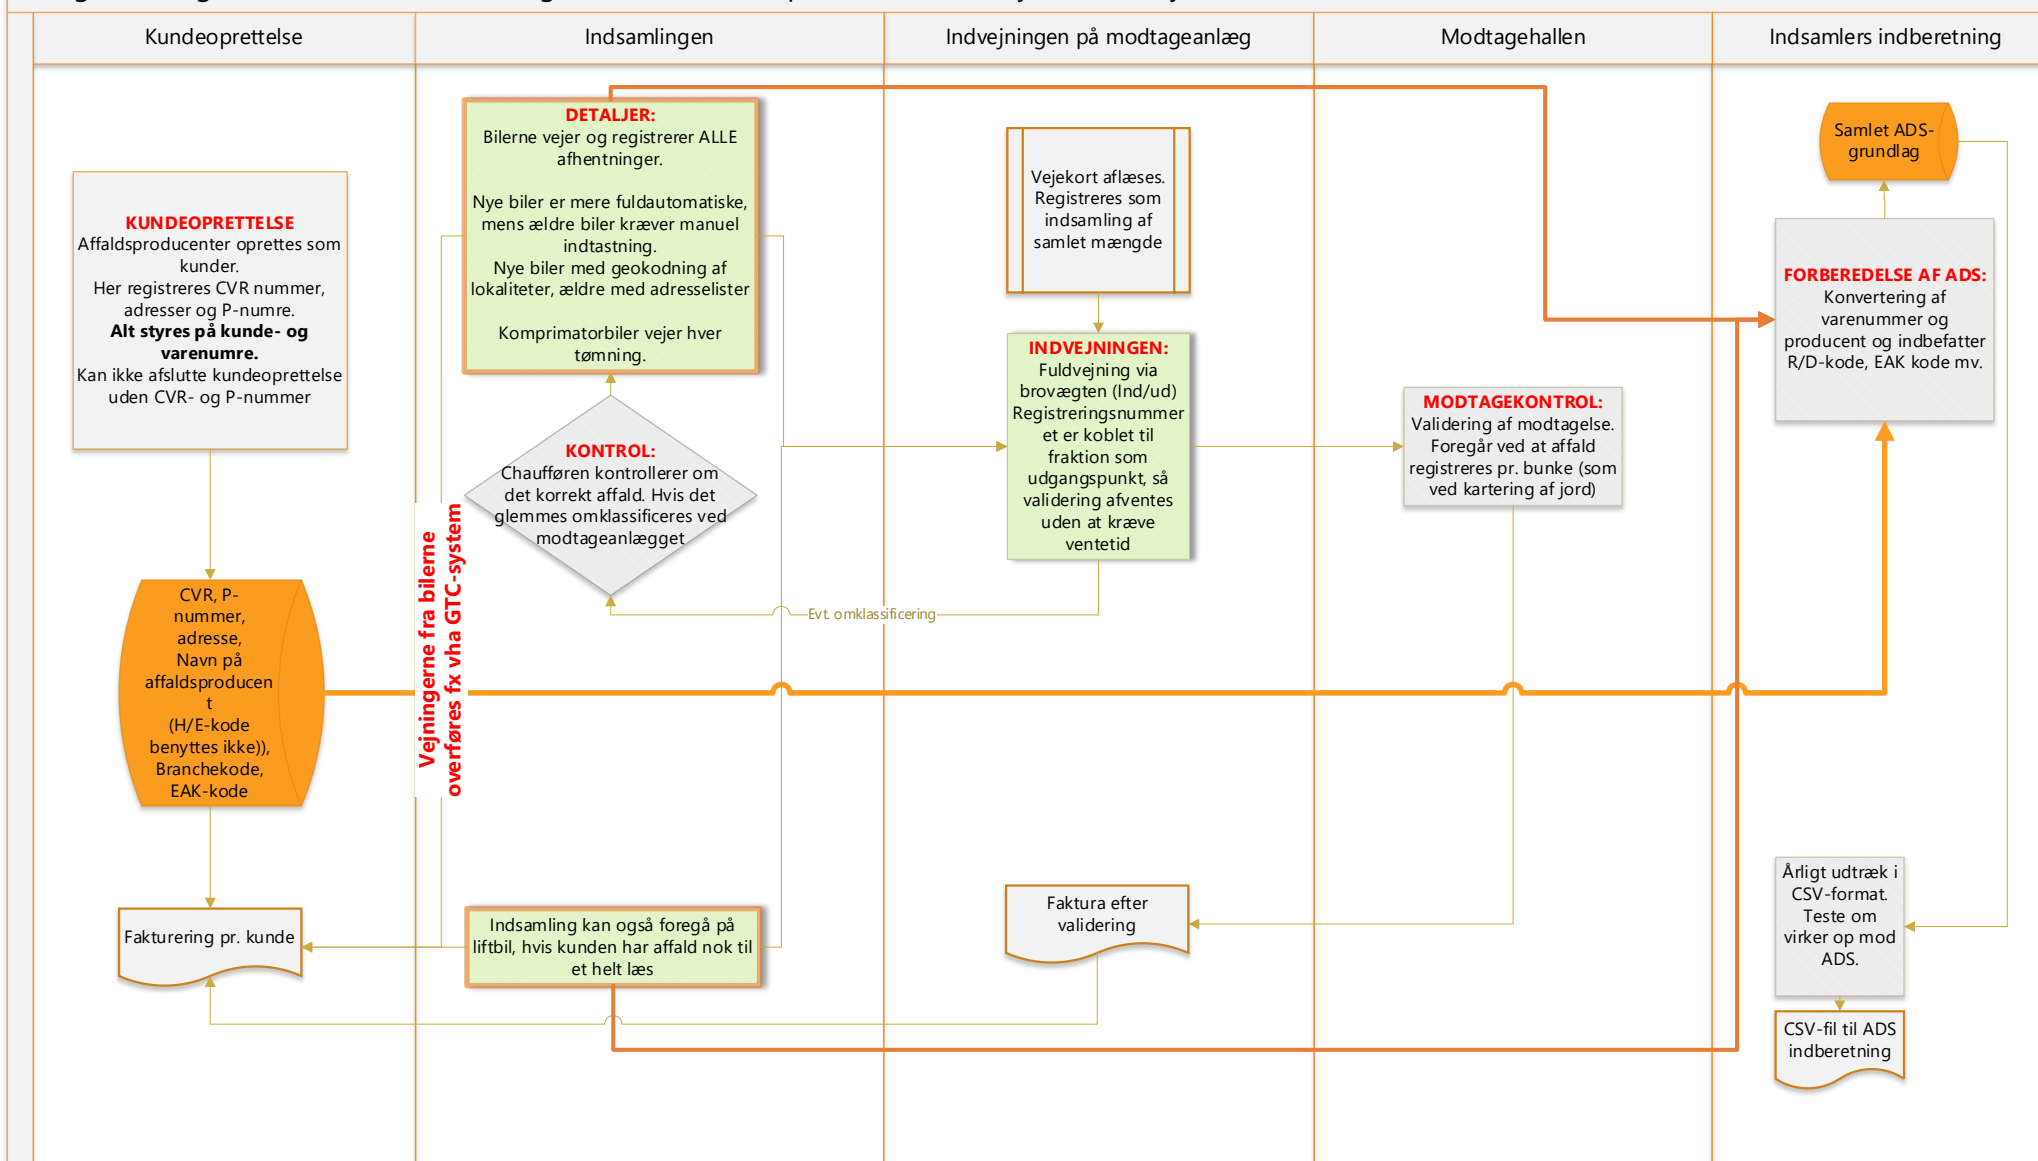 Kundeoprettelse
Indsamlingen
Indvejningen på modtageanlæg
Modtagehallen
Indsamlers indberetning
KUNDEOPRETTELSE
Affaldsproducenter oprettes som
kunder.
Her registreres CVR nummer,
adresser og P-numre.
Alt styres på kunde- og
varenumre.
Kan ikke afslutte kundeoprettelse
uden CVR- og P-nummer
CVR, P-
nummer,
adresse,
Navn på
affaldsproducen
t
(H/E-kode
benyttes ikke)),
Branchekode,
EAK-kode
Fakturering pr. kunde
DETALJER:
Bilerne vejer og registrerer ALLE
afhentninger.
Nye biler er mere fuldautomatiske,
mens ældre biler kræver manuel
indtastning.
Nye biler med geokodning af
lokaliteter, ældre med adresselister
Komprimatorbiler vejer hver
tømning.
KONTROL:
Chaufføren kontrollerer om
det korrekt affald. Hvis det
glemmes omklassificeres ved
modtageanlægget
Vejningerne fra bilerne
overføres fx vha GTC-system
Indsamling kan også foregå på
liftbil, hvis kunden har affald nok til
et helt læs
Vejekort aflæses.
Registreres som
indsamling af
samlet mængde
INDVEJNINGEN:
Fuldvejning via
brovægten (Ind/ud)
Registreringsnummer
et er koblet til
fraktion som
udgangspunkt, så
validering afventes
uden at kræve
ventetid
Evt. omklassificering
Faktura efter
validering
MODTAGEKONTROL:
Validering af modtagelse.
Foregår ved at affald
registreres pr. bunke (som
ved kartering af jord)
Samlet ADS-
grundlag
FORBEREDELSE AF ADS:
Konvertering af
varenummer og
producent og indbefatter
R/D-kode, EAK kode mv.
Årligt udtræk i
CSV-format.
Teste om
virker op mod
ADS.
CSV-fil til ADS
indberetning